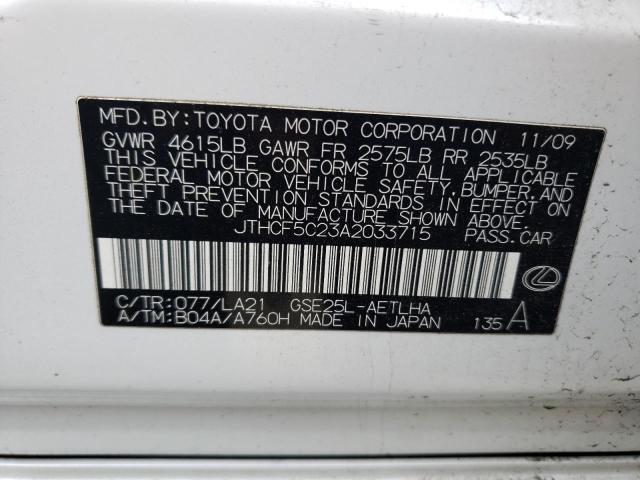 MFD. BY: TOYOTA MOTOR CORPORATION 11/09
GVWR 4615LB GAWR FR 2575LB RR 2535LB
THIS VEHICLE CONFORMS TO ALL APPLICABLE
FEDERAL MOTOR VEHICLE SAFETY, BUMPER, AND
THEFT PREVENTION STANDARDS IN EFFECT ON
THE DATE OF MANUFACTURE SHOWN ABOVE.
JTHCF5C23A2033715 PASS. CAR
C/TR: 077/LA21 GSE25L-AETLHA
A/TM: B04A/A760H MADE IN JAPAN 135 A